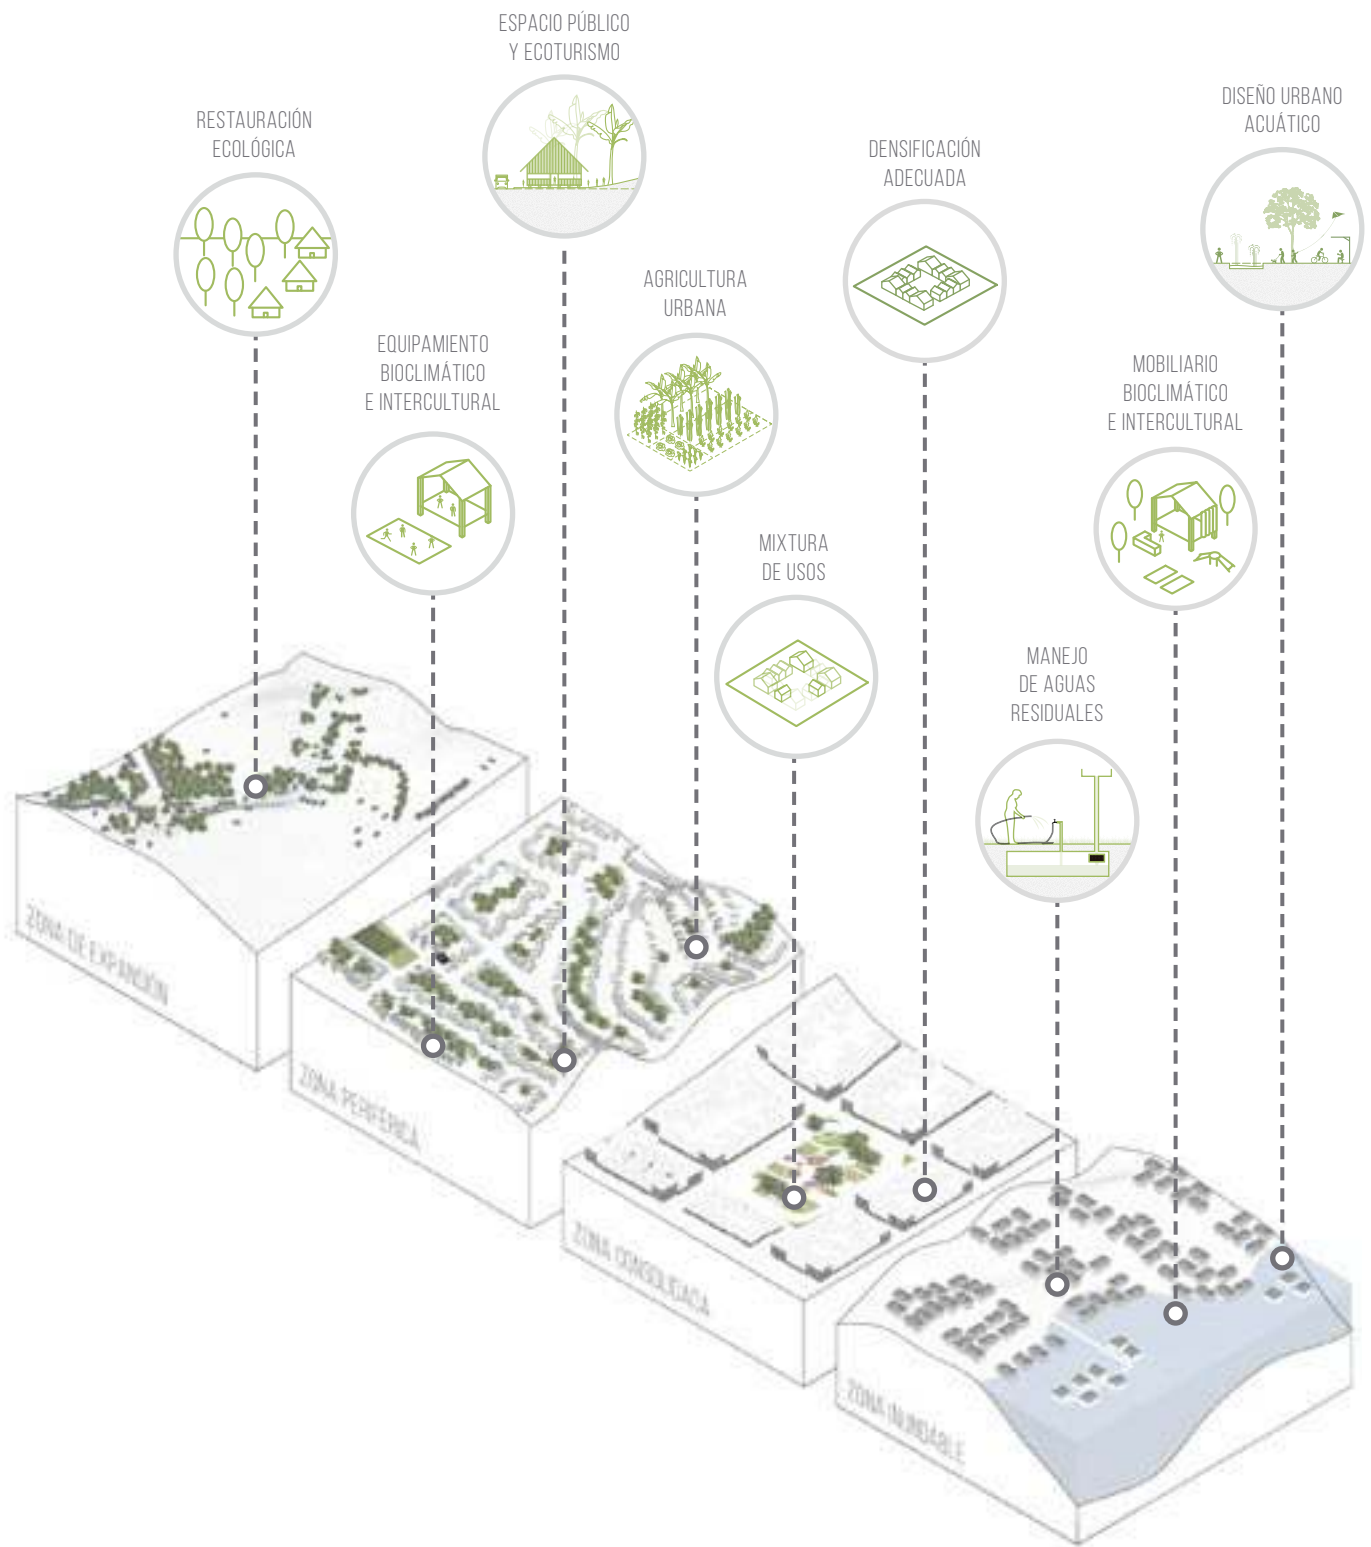 ESPACIO PÚBLICO
Y ECOTURISMO
RESTAURACIÓN
ECOLÓGICA
DISEÑO URBANO
ACUÁTICO
DENSIFICACIÓN
ADECUADA
AGRICULTURA
URBANA
EQUIPAMIENTO
BIOCLIMÁTICO
E INTERCULTURAL
MOBILIARIO
BIOCLIMÁTICO
E INTERCULTURAL
MIXTURA
DE USOS
MANEJO
DE AGUAS
RESIDUALES
ZONA DE EXPANCIÓN
ZONA PERIFÉRICA
ZONA CONSOLIDADA
ZONA INUNDABLE